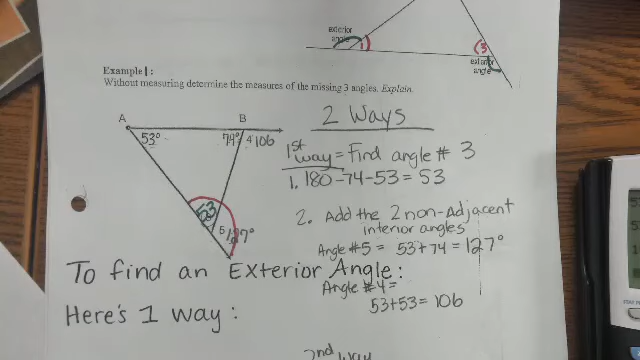 exterior
angle
1
(3
exterior
angle
Example 1:
Without measuring determine the measures of the missing 3 angles. Explain.
2 Ways
A
B
53°
74°
4
106
1st
way = Find angle # 3
1. 180-74-53 = 53
53
5
127°
2. Add the 2 non-Adjacent
interior angles
Angle #5 = 53+74 = 127°
To find an Exterior Angle:
Angle #4=
53+53= 106
Here's 1 way:
2nd way